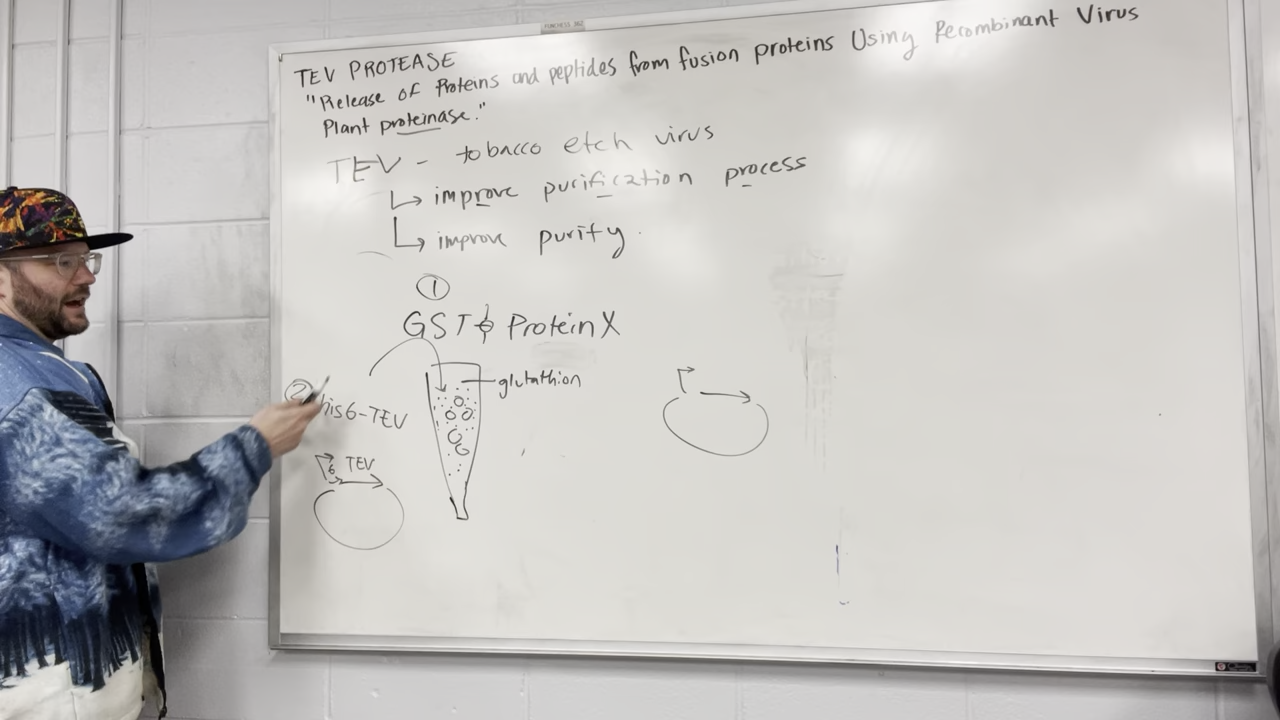 TEV PROTEASE
"Release of Proteins and peptides from fusion proteins Using Recombinant Virus
Plant proteinase."
TEV - tobacco etch virus
↳ improve purification process
↳ improve purity.
①
GST Protein X
glutathion
② his6-TEV
6 TEV